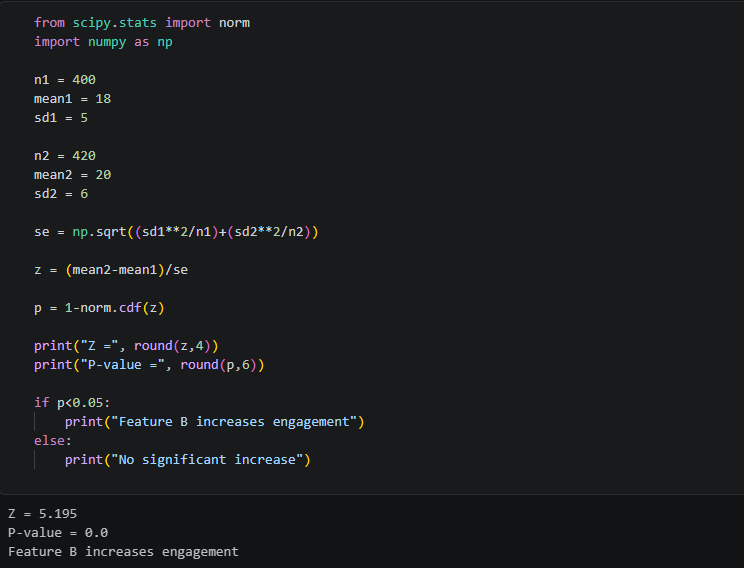 from scipy.stats import norm
import numpy as np

n1 = 400
mean1 = 18
sd1 = 5

n2 = 420
mean2 = 20
sd2 = 6

se = np.sqrt((sd1**2/n1)+(sd2**2/n2))

z = (mean2-mean1)/se

p = 1-norm.cdf(z)

print("Z =", round(z,4))
print("P-value =", round(p,6))

if p<0.05:
    print("Feature B increases engagement")
else:
    print("No significant increase")

Z = 5.195
P-value = 0.0
Feature B increases engagement